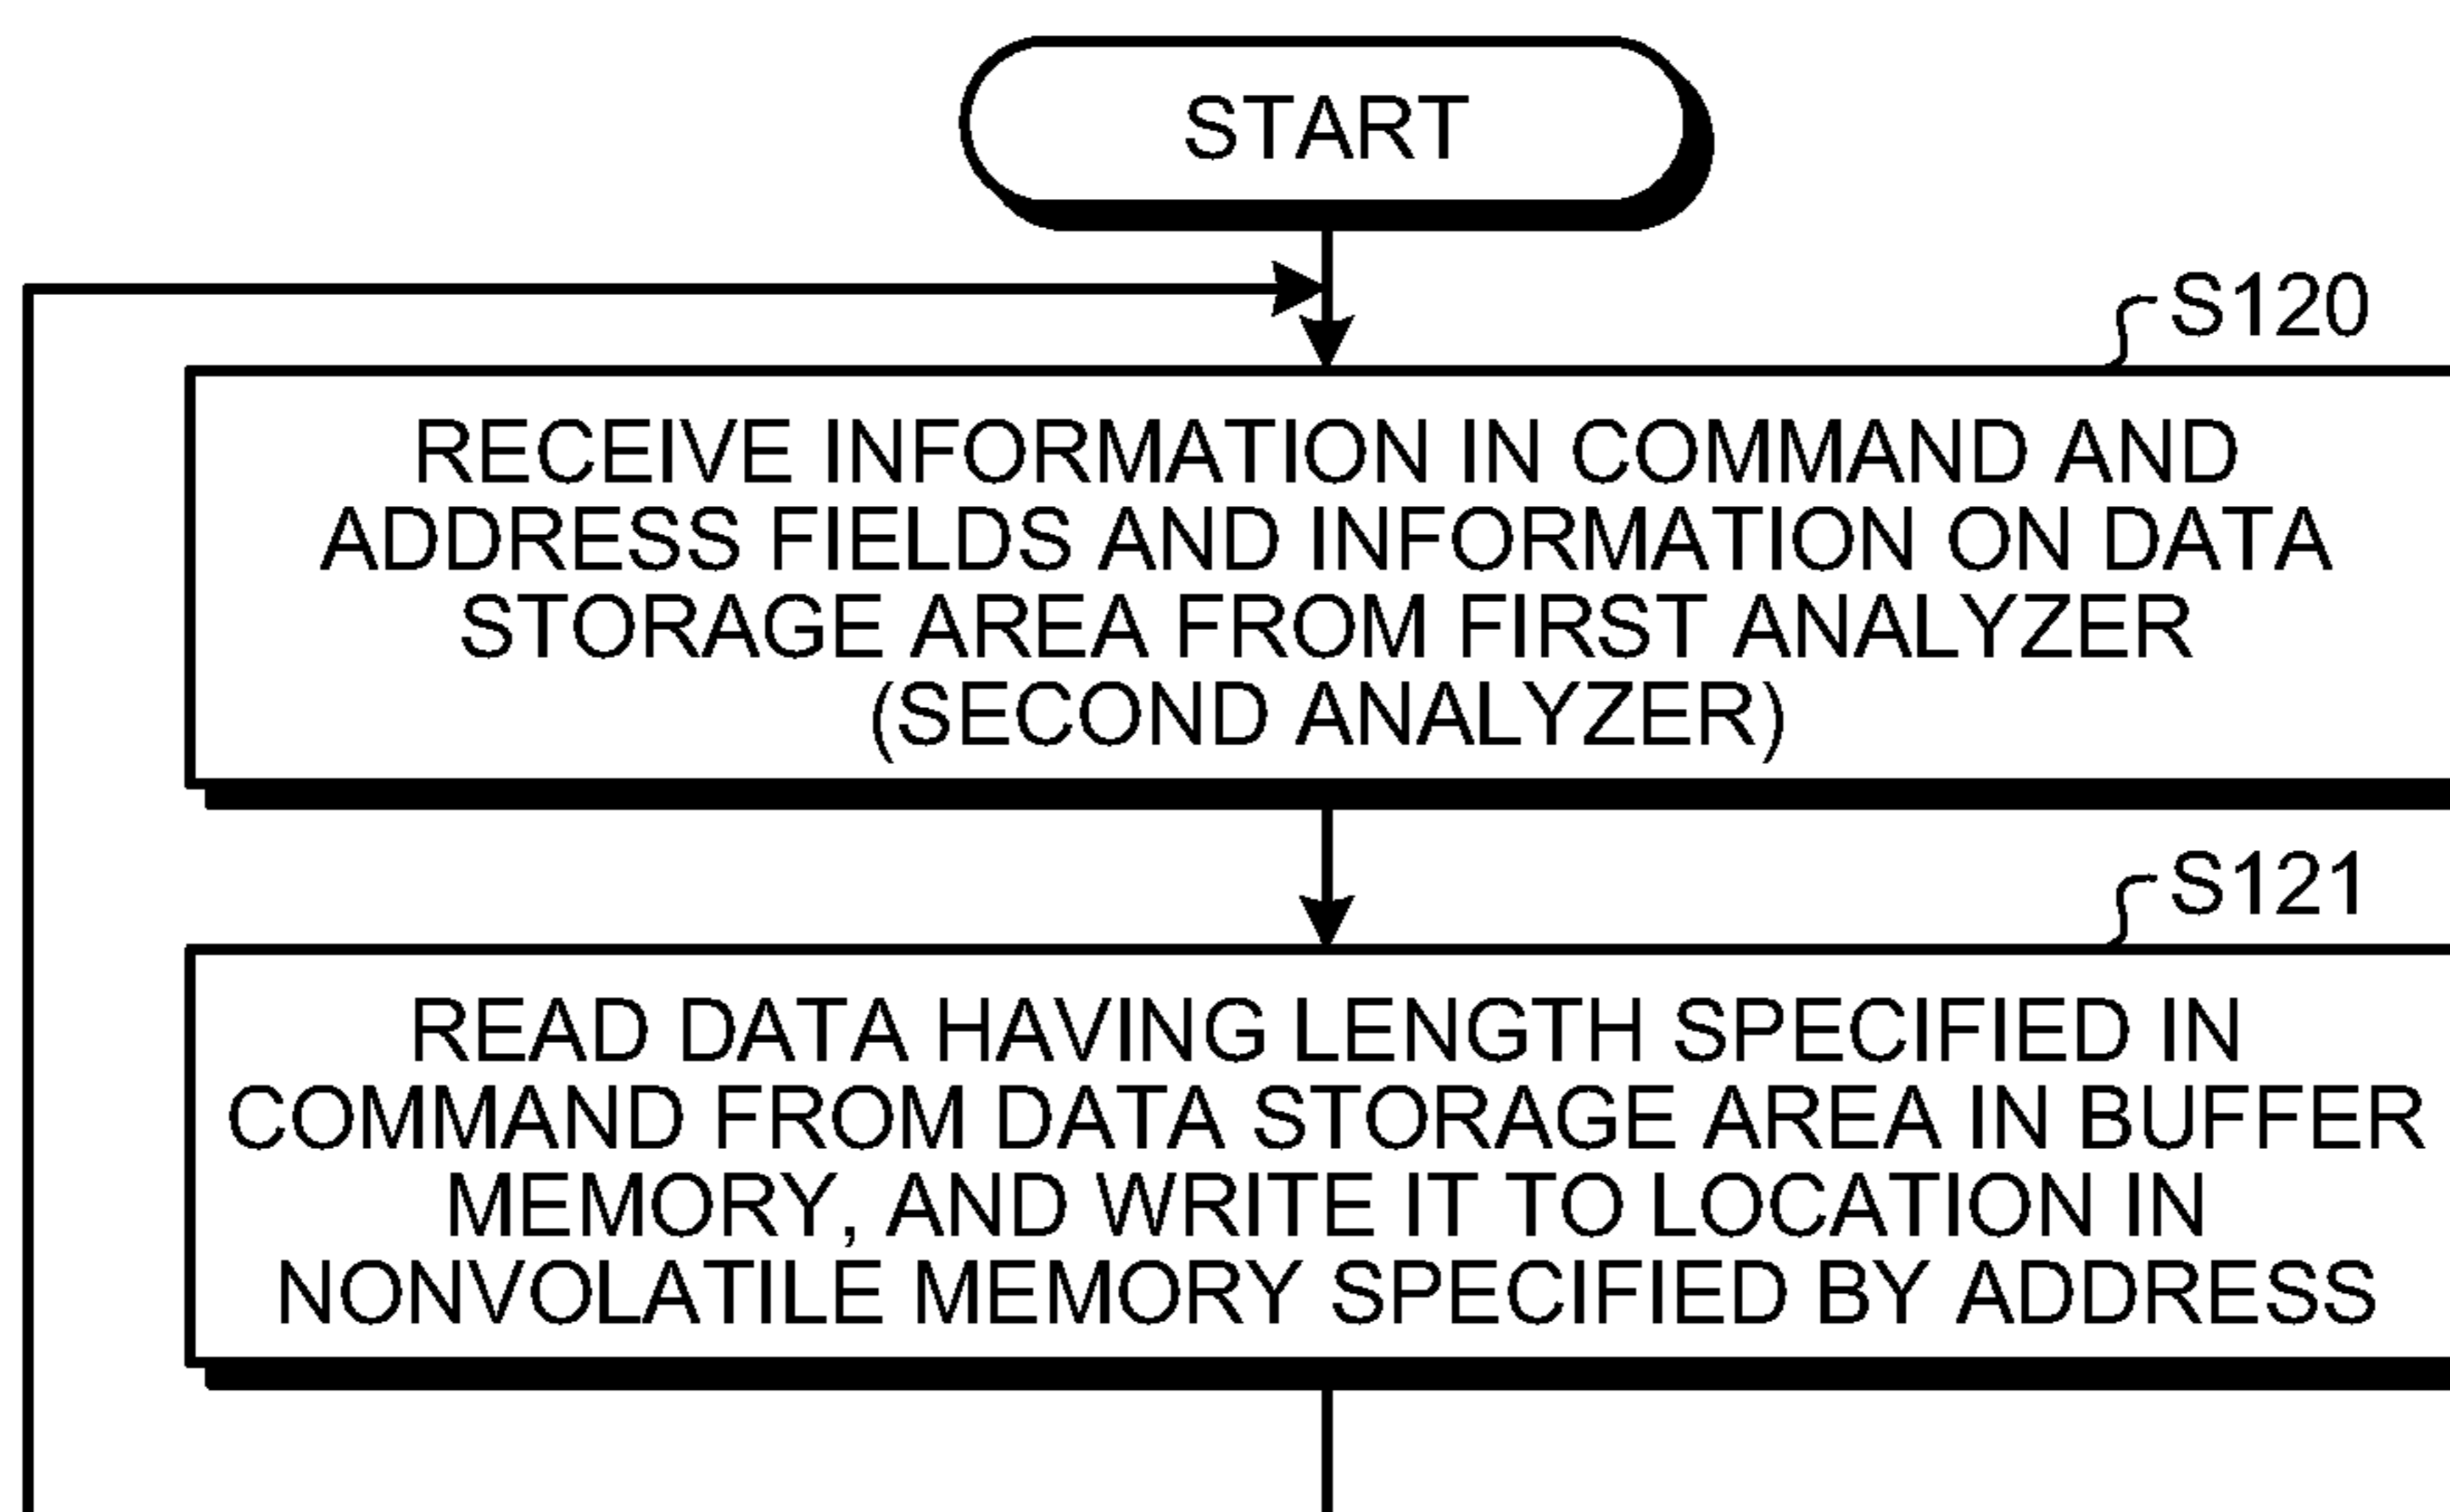 START
S120
RECEIVE INFORMATION IN COMMAND AND
ADDRESS FIELDS AND INFORMATION ON DATA
STORAGE AREA FROM FIRST ANALYZER
(SECOND ANALYZER)
S121
READ DATA HAVING LENGTH SPECIFIED IN
COMMAND FROM DATA STORAGE AREA IN BUFFER
MEMORY, AND WRITE IT TO LOCATION IN
NONVOLATILE MEMORY SPECIFIED BY ADDRESS